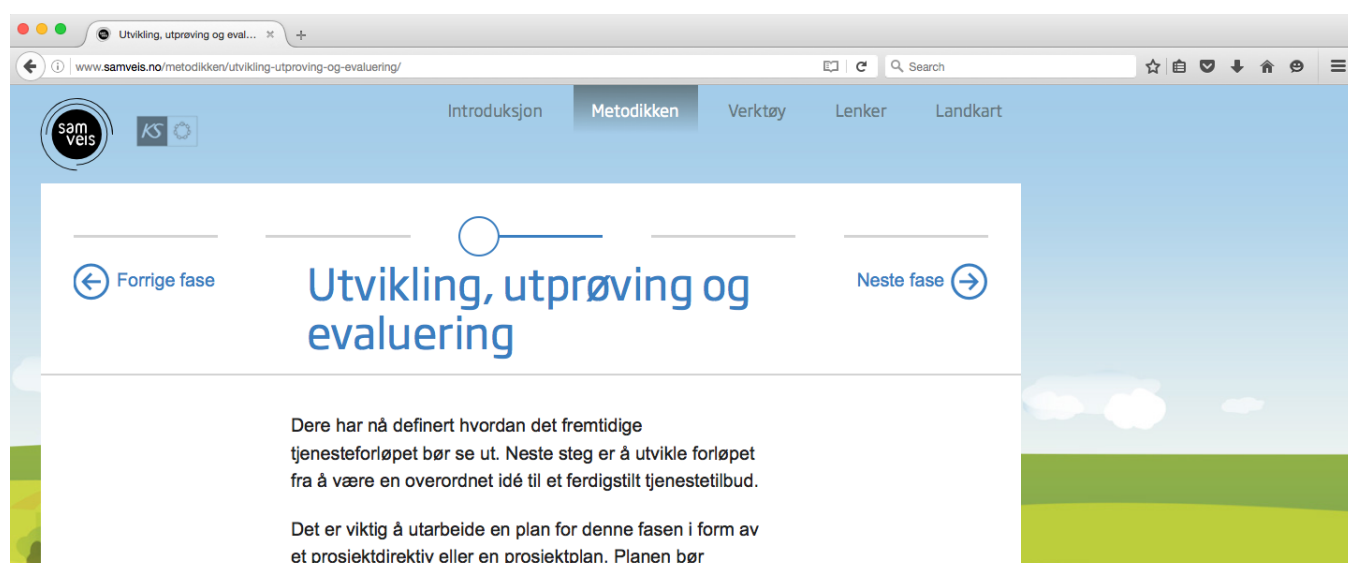 Utvikling, utprøving og eval...
www.samveis.no/metodikken/utvikling-utproving-og-evaluering/
Search
sam
veis
KS
Introduksjon
Metodikken
Verktøy
Lenker
Landkart
Forrige fase
Utvikling, utprøving og
evaluering
Neste fase
Dere har nå definert hvordan det fremtidige
tjenesteforløpet bør se ut. Neste steg er å utvikle forløpet
fra å være en overordnet idé til et ferdigstilt tjenestetilbud.
Det er viktig å utarbeide en plan for denne fasen i form av
et prosjektdirektiv eller en prosjektplan. Planen bør